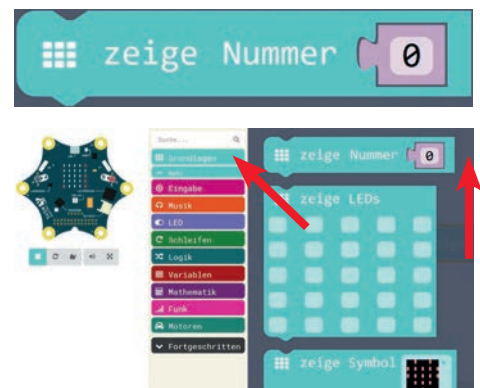 zeige Nummer 0
Suche...
Grundlagen
Mehr
Eingabe
Musik
LED
Schleifen
Logik
Variablen
Mathematik
Funk
Motoren
Fortgeschritten
zeige Nummer 0
zeige LEDs
zeige Symbol